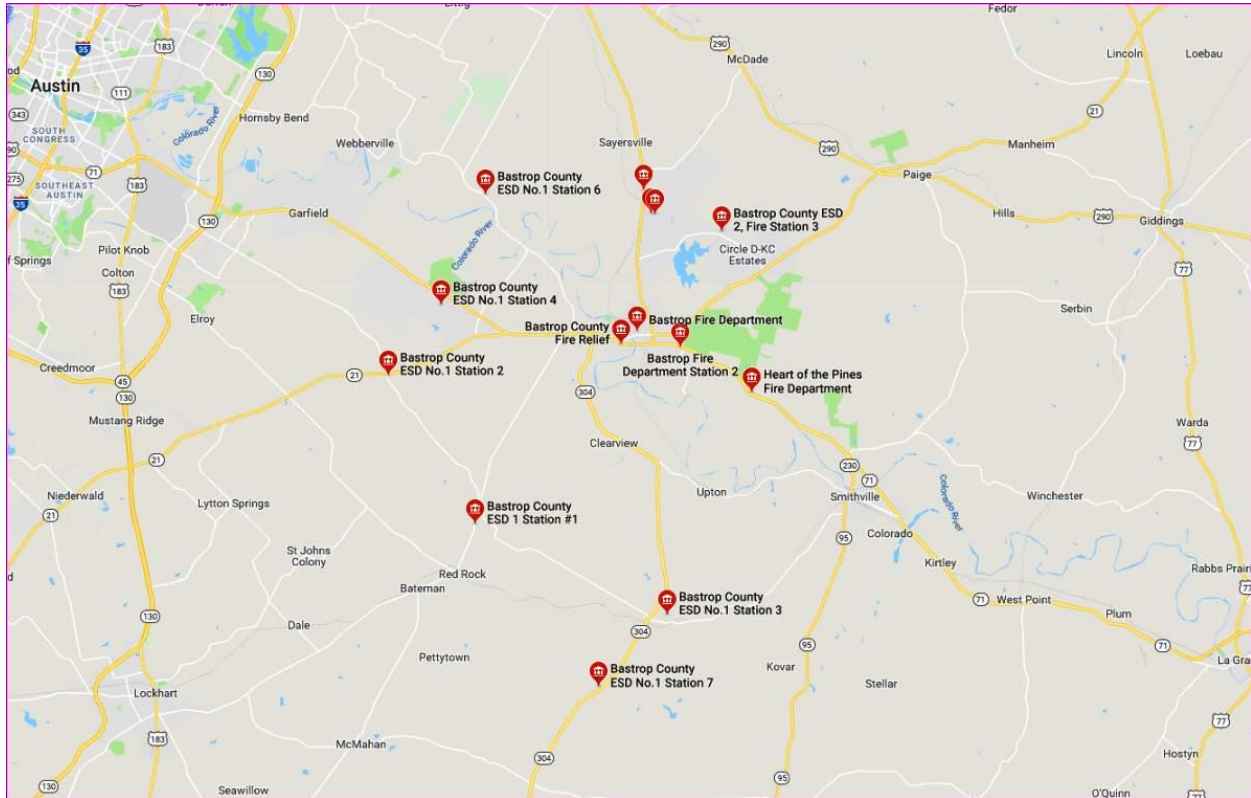 Fedor
290
McDade
Lincoln
Loebau
35
183
130
Austin
111
Hornsby Bend
21
343
SOUTH
CONGRESS
Colorado River
Webberville
Sayersville
290
Manheim
290
71
183
275
SOUTHEAST
AUSTIN
Bastrop County
ESD No.1 Station 6
Paige
35
130
Garfield
Bastrop County ESD
2, Fire Station 3
Hills
290
Giddings
Colorado River
Pilot Knob
Circle D-KC
Estates
f Springs
Colton
77
183
Bastrop County
ESD No.1 Station 4
Elroy
Serbin
Bastrop County
Fire Relief
Bastrop Fire Department
Bastrop County
ESD No.1 Station 2
Bastrop Fire
Department Station 2
Creedmoor
21
Heart of the Pines
Fire Department
45
130
304
Mustang Ridge
Warda
Clearview
77
21
230
71
Niederwald
Lytton Springs
Upton
Smithville
Winchester
Colorado River
21
Bastrop County
ESD 1 Station #1
95
Colorado
St Johns
Colony
Kirtley
Red Rock
Rabbs Prairi
d
Bateman
77
Bastrop County
ESD No.1 Station 3
71
West Point
Plum
130
Dale
304
95
71
Pettytown
Bastrop County
ESD No.1 Station 7
Kovar
Stellar
La Gra
Lockhart
77
183
McMahan
304
Hostyn
95
130
Seawillow
O'Quinn
77